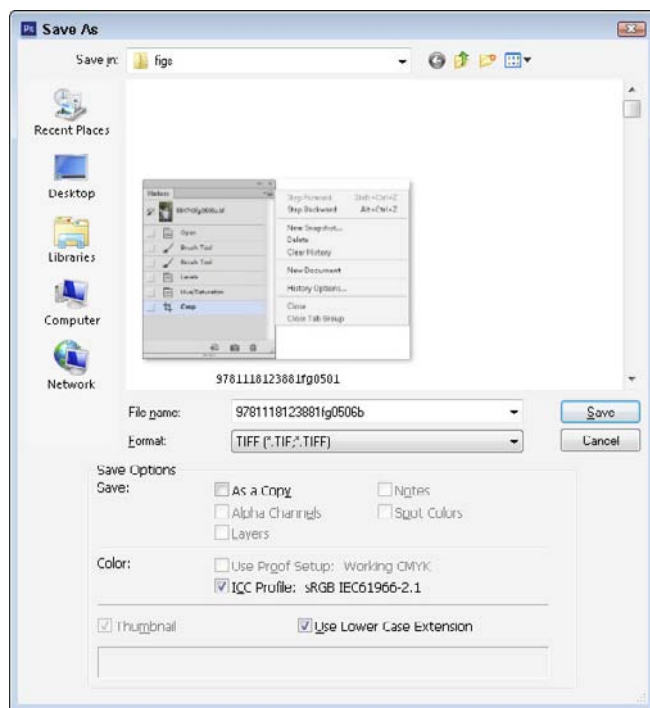 Ps Save As
Save in: figs
Recent Places
Desktop
Libraries
Computer
Network
History
Open
Brush Tool
Brush Tool
Levels
Hue/Saturation
Crop
Step Forward Shift+Ctrl+Z
Step Backward Alt+Ctrl+Z
New Snapshot...
Delete
Clear History
New Document
History Options...
Close
Close Tab Group
9781118123881fg0501
File name: 9781118123881fg0506b
Save
Format: TIFF (*.TIF;*.TIFF)
Cancel
Save Options
Save:
As a Copy
Notes
Alpha Channels
Spot Colors
Layers
Color:
Use Proof Setup: Working CMYK
ICC Profile: sRGB IEC61966-2.1
Thumbnail
Use Lower Case Extension